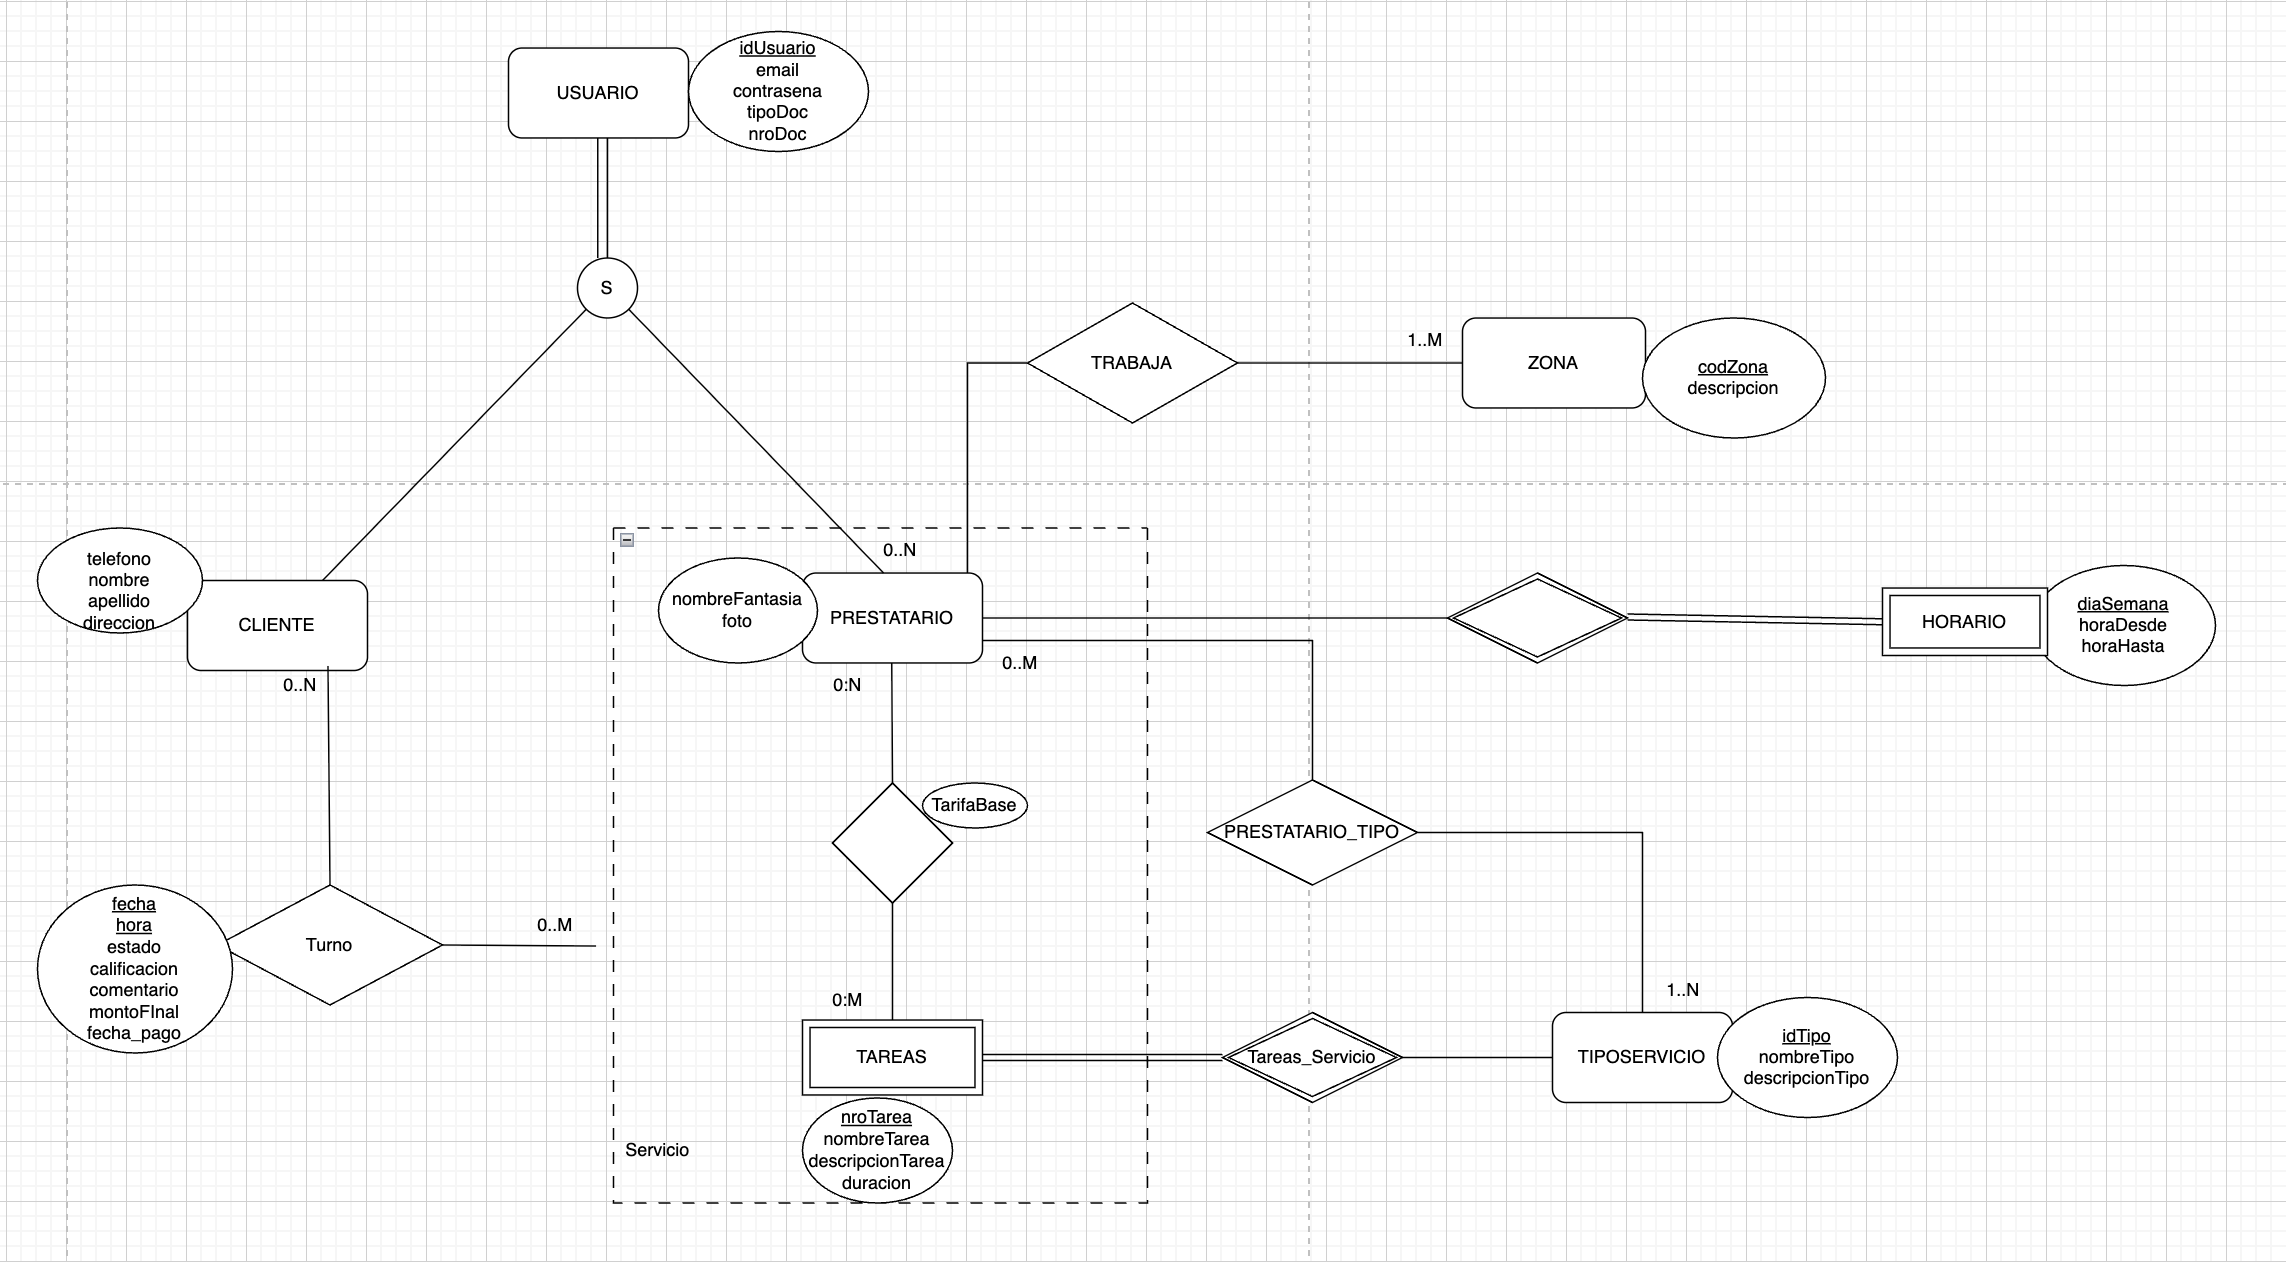 USUARIO
idUsuario
email
contrasena
tipoDoc
nroDoc
S
TRABAJA
1..M
ZONA
codZona
descripcion
telefono
nombre
apellido
direccion
CLIENTE
0..N
nombreFantasia
foto
0..N
PRESTATARIO
0:N
0..M
HORARIO
diaSemana
horaDesde
horaHasta
TarifaBase
PRESTATARIO_TIPO
fecha
hora
estado
calificacion
comentario
montoFInal
fecha_pago
Turno
0..M
0:M
TAREAS
Tareas_Servicio
1..N
TIPOSERVICIO
idTipo
nombreTipo
descripcionTipo
nroTarea
nombreTarea
descripcionTarea
duracion
Servicio